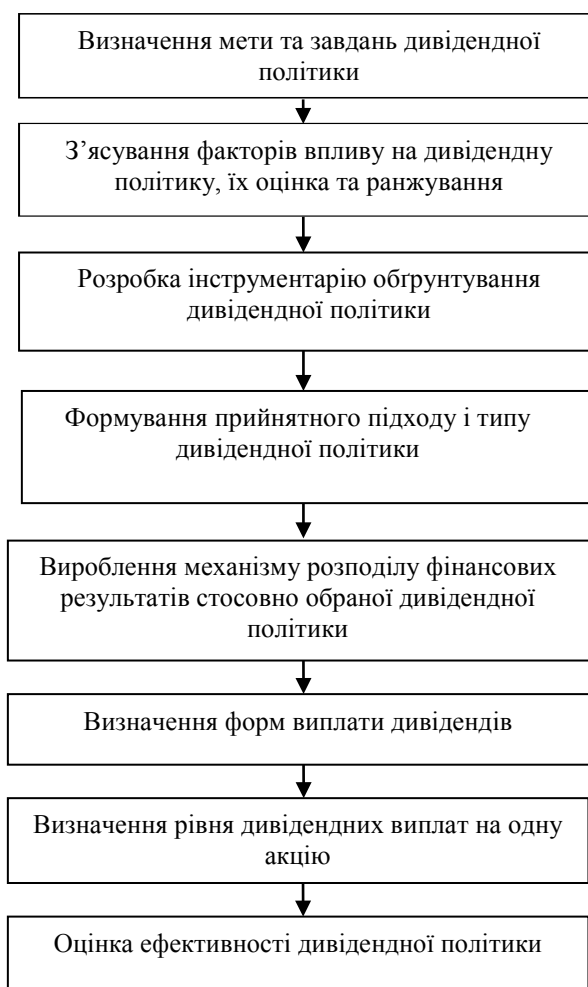 Визначення мети та завдань дивідендної
політики
З’ясування факторів впливу на дивідендну
політику, їх оцінка та ранжування
Розробка інструментарію обґрунтування
дивідендної політики
Формування прийнятного підходу і типу
дивідендної політики
Вироблення механізму розподілу фінансових
результатів стосовно обраної дивідендної
політики
Визначення форм виплати дивідендів
Визначення рівня дивідендних виплат на одну
акцію
Оцінка ефективності дивідендної політики